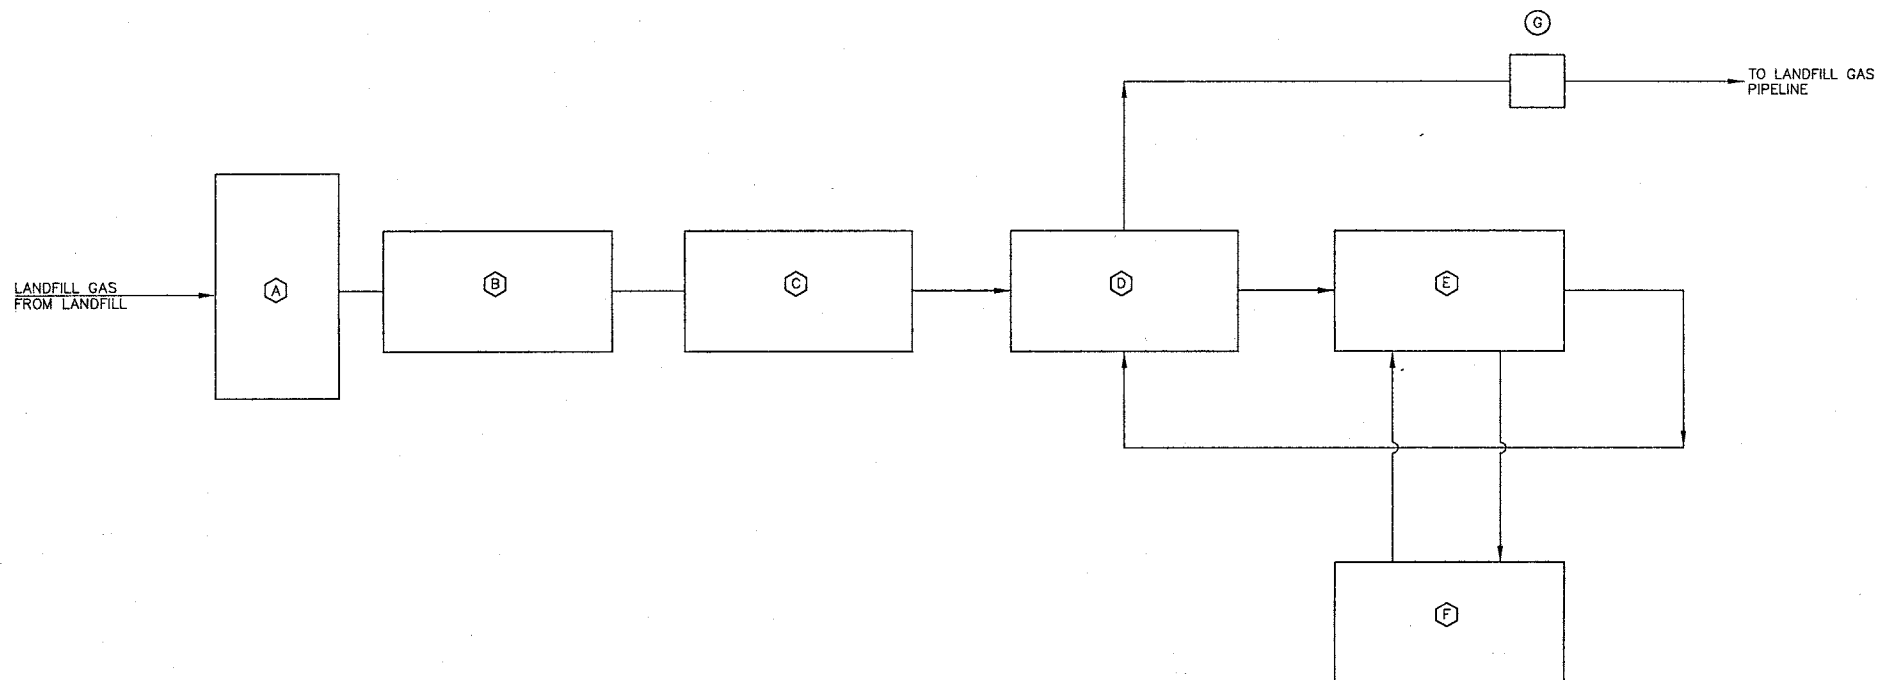 G
TO LANDFILL GAS
PIPELINE
LANDFILL GAS
FROM LANDFILL
A
B
C
D
E
F